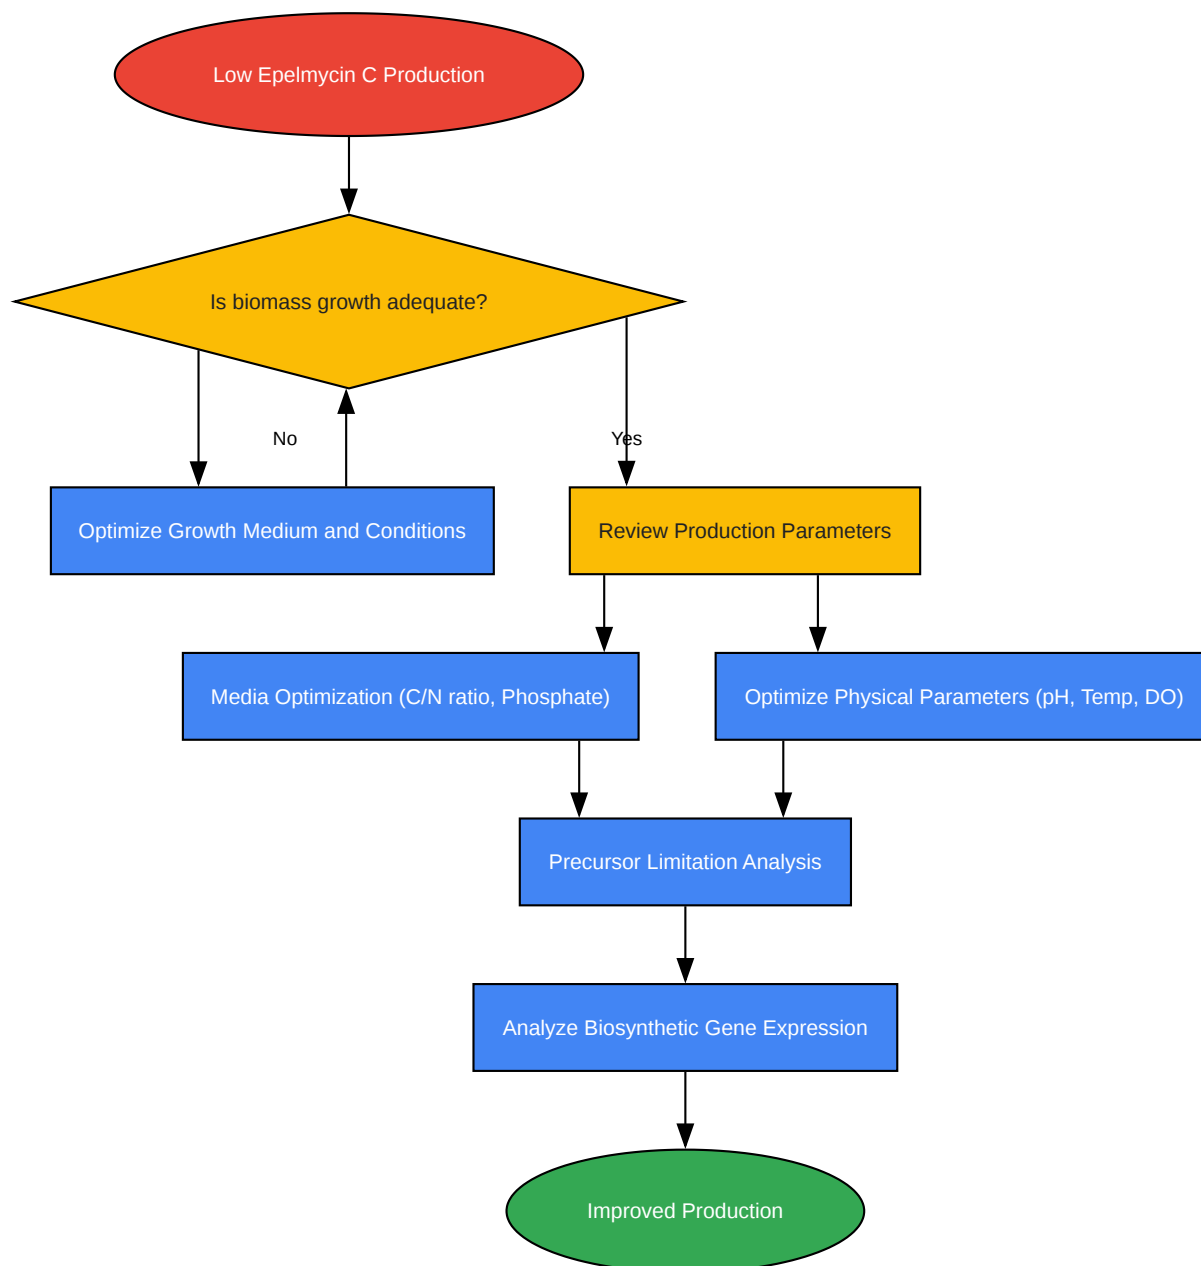 Low Epelmycin C Production
Is biomass growth adequate?
No
Yes
Optimize Growth Medium and Conditions
Review Production Parameters
Media Optimization (C/N ratio, Phosphate)
Optimize Physical Parameters (pH, Temp, DO)
Precursor Limitation Analysis
Analyze Biosynthetic Gene Expression
Improved Production